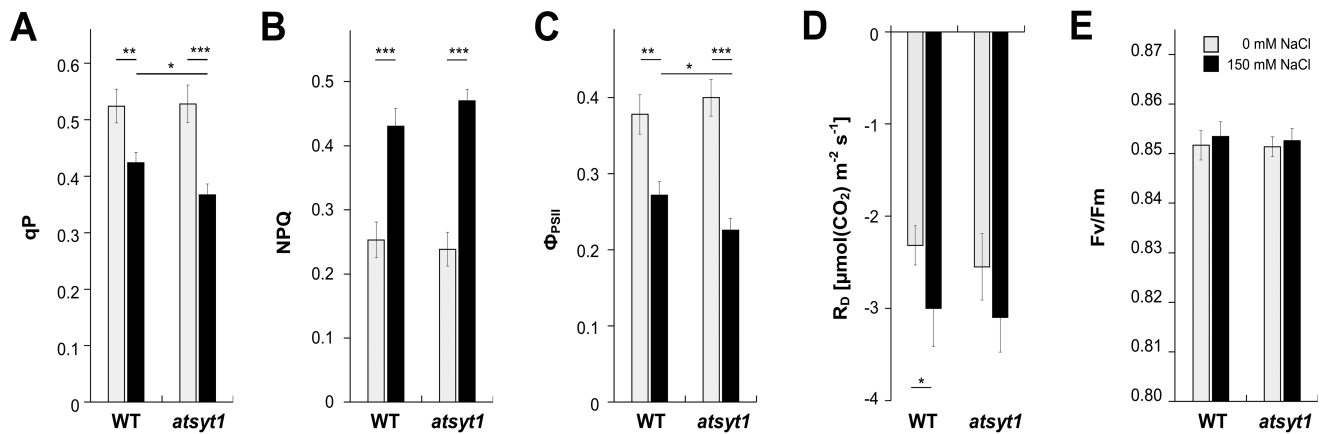 A
qP
0.6
0.5
0.4
0.3
0.2
0.1
0
**
***
*
WT
atsyt1
B
NPQ
0.5
0.4
0.3
0.2
0.1
0
***
***
WT
atsyt1
C
ΦPSII
0.4
0.3
0.2
0.1
0
**
***
*
WT
atsyt1
D
RD [µmol(CO2) m-2 s-1]
WT
atsyt1
0
-1
-2
-3
-4
*
E
Fv/Fm
0.87
0.86
0.85
0.84
0.83
0.82
0.81
0.80
0 mM NaCl
150 mM NaCl
WT
atsyt1